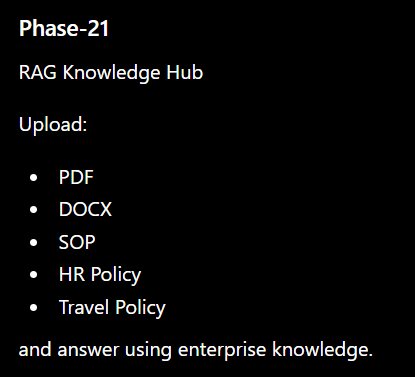 Phase-21
RAG Knowledge Hub
Upload:
• PDF
• DOCX
• SOP
• HR Policy
• Travel Policy
and answer using enterprise knowledge.